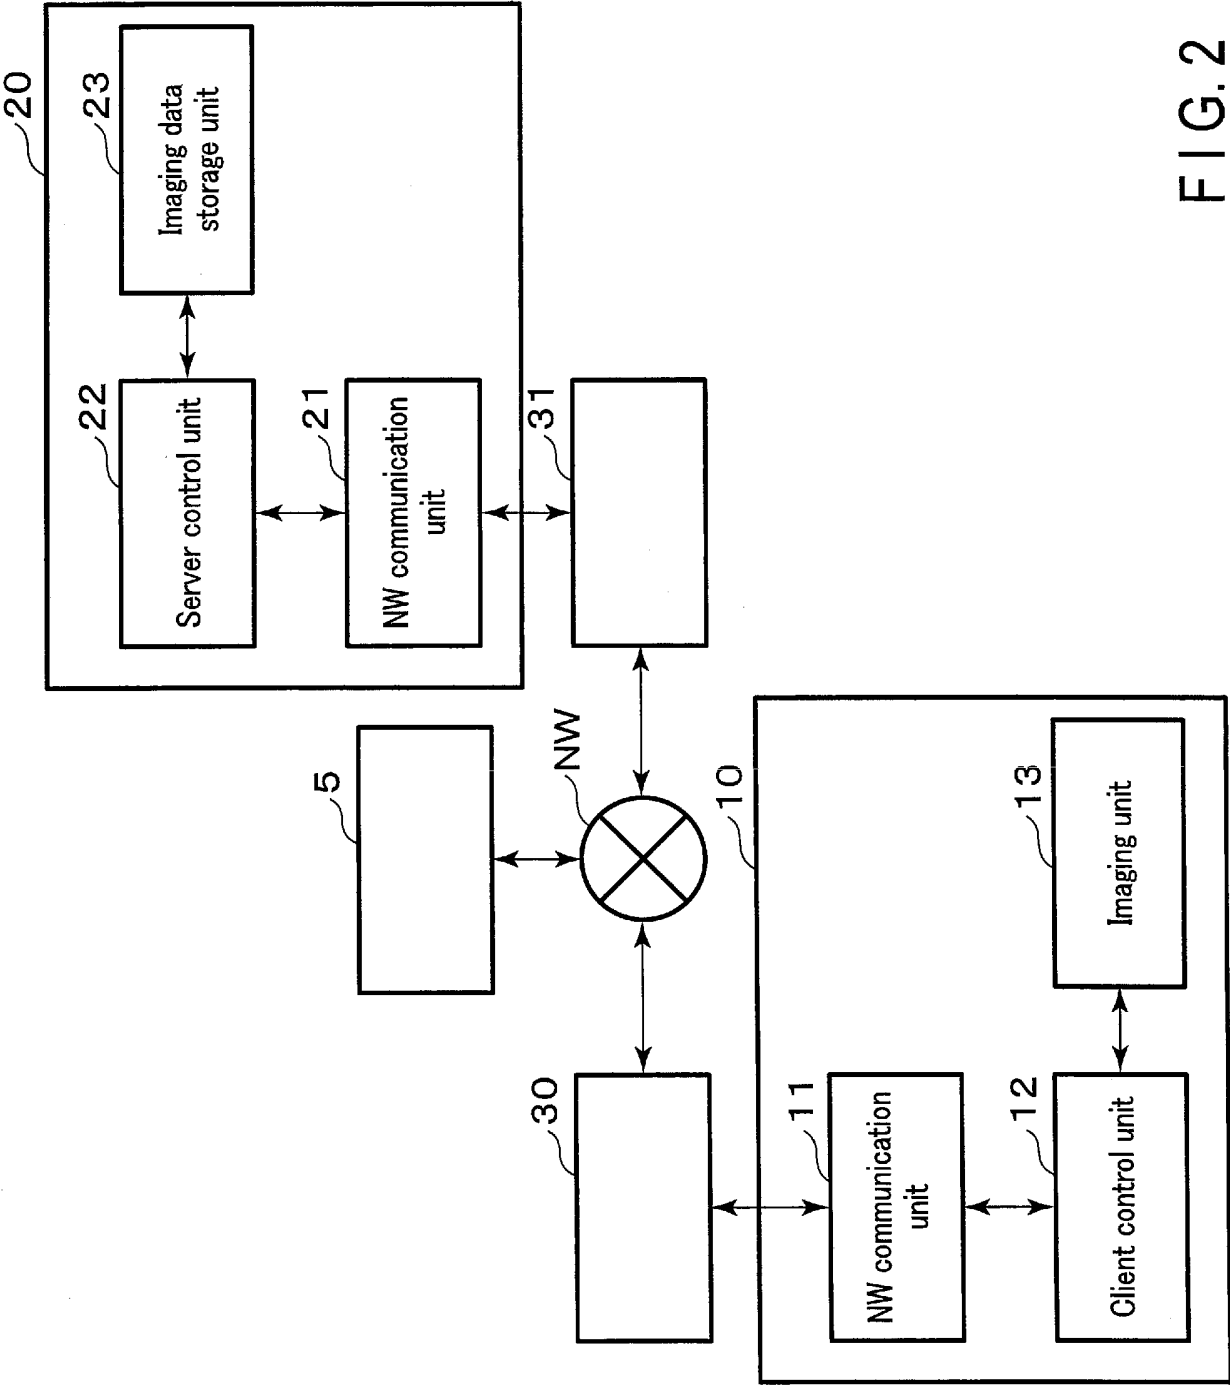 20
23
Imaging data
storage unit
22
Server control unit
21
NW communication
unit
31
5
NW
30
10
11
NW communication
unit
12
Client control unit
13
Imaging unit
FIG. 2